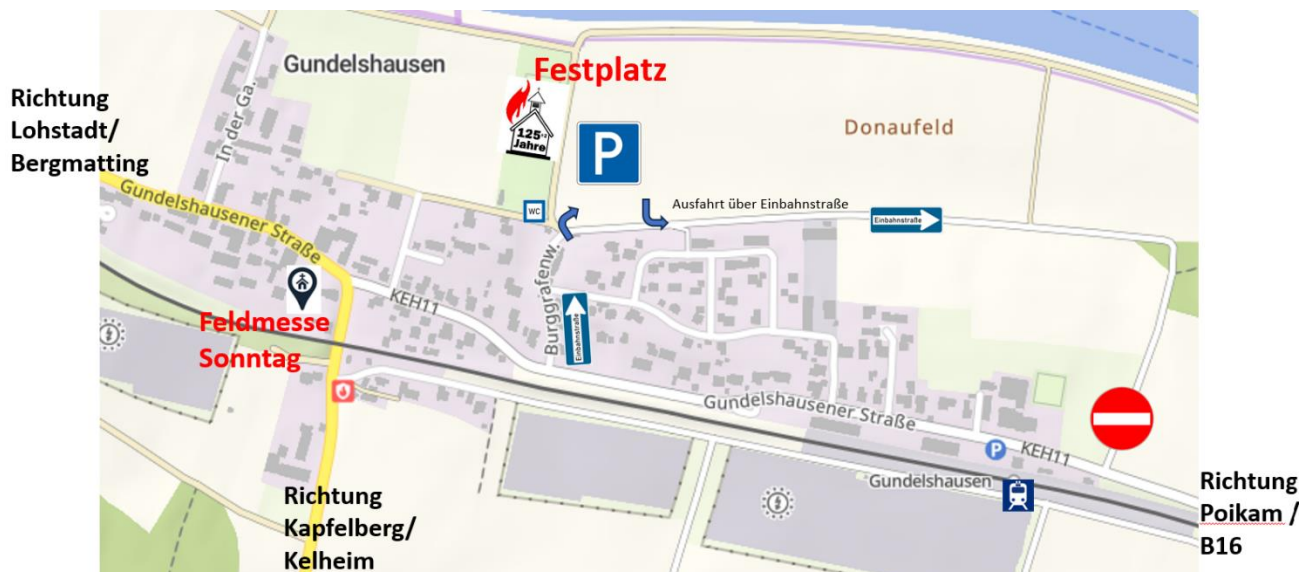 Gundelshausen
Festplatz
Richtung
Lohstadt/
Bergmatting
In der Ga.
125+2
Jahre
P
Donaufeld
WC
Ausfahrt über Einbahnstraße
Einbahnstraße
Gundelshausener Straße
KEH11
Burggrafenw.
Einbahnstraße
Feldmesse
Sonntag
Gundelshausener Straße
P
KEH11
Gundelshausen
Richtung
Kapfelberg/
Kelheim
Richtung
Poikam /
B16